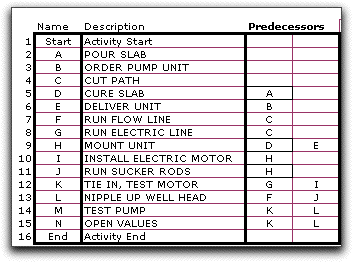 Name Description Predecessors
1 Start Activity Start
2 A POUR SLAB
3 B ORDER PUMP UNIT
4 C CUT PATH
5 D CURE SLAB A
6 E DELIVER UNIT B
7 F RUN FLOW LINE C
8 G RUN ELECTRIC LINE C
9 H MOUNT UNIT D E
10 I INSTALL ELECTRIC MOTOR H
11 J RUN SUCKER RODS H
12 K TIE IN, TEST MOTOR G I
13 L NIPPLE UP WELL HEAD F J
14 M TEST PUMP K L
15 N OPEN VALUES K L
16 End Activity End